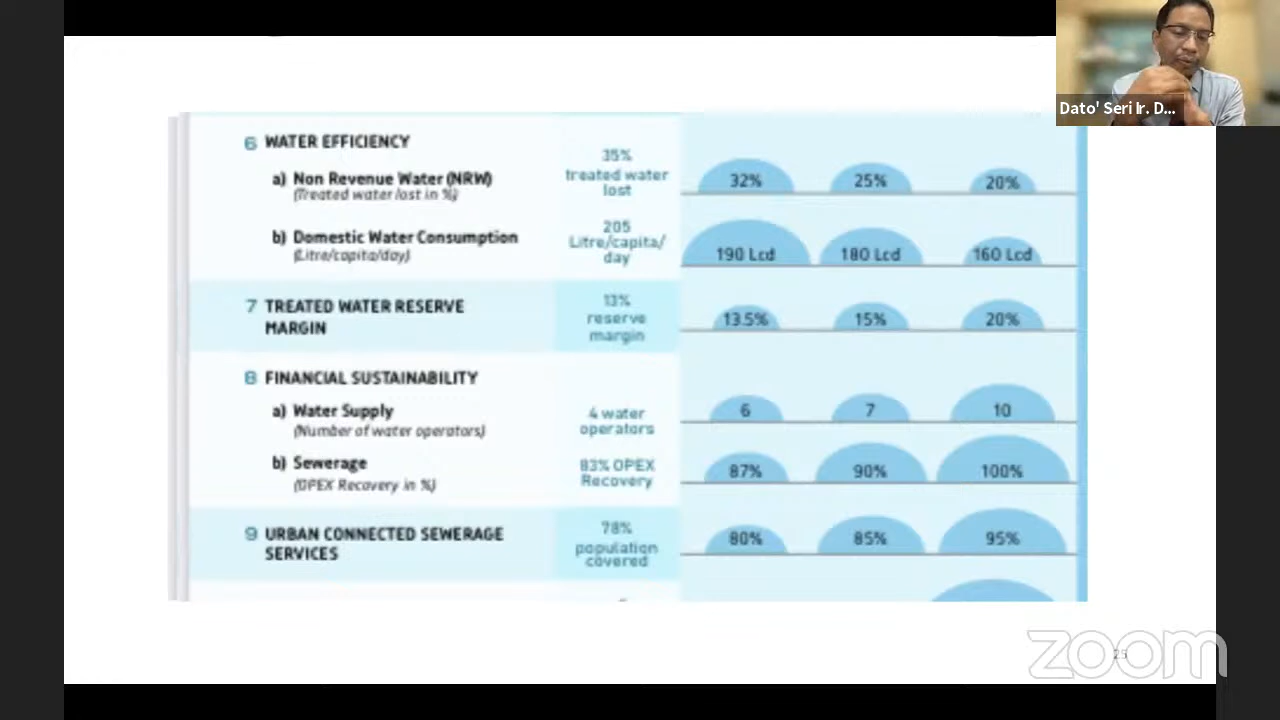 Dato' Seri Ir. D...
6 WATER EFFICIENCY
a) Non Revenue Water (NRW)
(Treated water lost in %)
35%
treated water
lost
32% 25% 20%
b) Domestic Water Consumption
(Litre/capita/day)
205
Litre/capita/
day
190 Lcd 180 Lcd 160 Lcd
7 TREATED WATER RESERVE
MARGIN
13%
reserve
margin
13.5% 15% 20%
8 FINANCIAL SUSTAINABILITY
a) Water Supply
(Number of water operators)
4 water
operators
6 7 10
b) Sewerage
(OPEX Recovery in %)
83% OPEX
Recovery
87% 90% 100%
9 URBAN CONNECTED SEWERAGE
SERVICES
78%
population
covered
80% 85% 95%
zoom
25